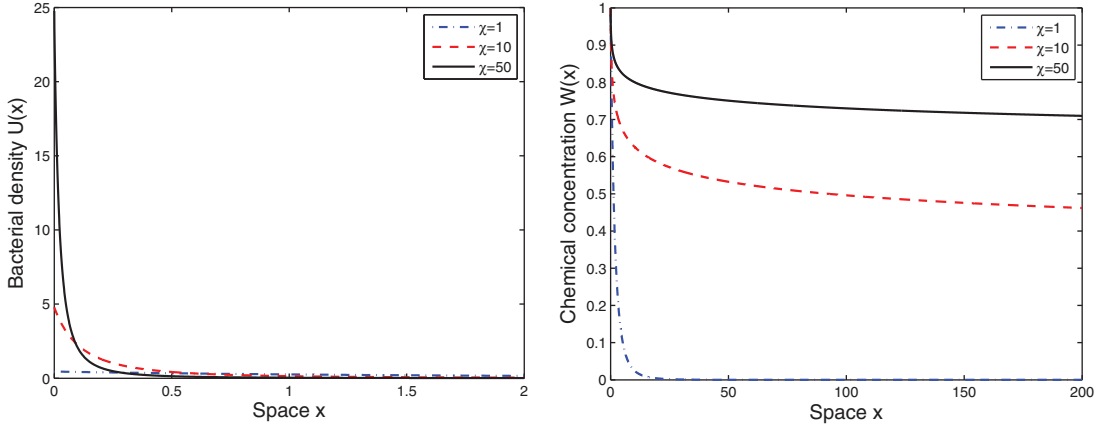 Bacterial density U(x)
25
20
15
10
5
0
0
0.5
1
1.5
2
Space x
χ=1
χ=10
χ=50
Chemical concentration W(x)
1
0.9
0.8
0.7
0.6
0.5
0.4
0.3
0.2
0.1
0
0
50
100
150
200
Space x
χ=1
χ=10
χ=50